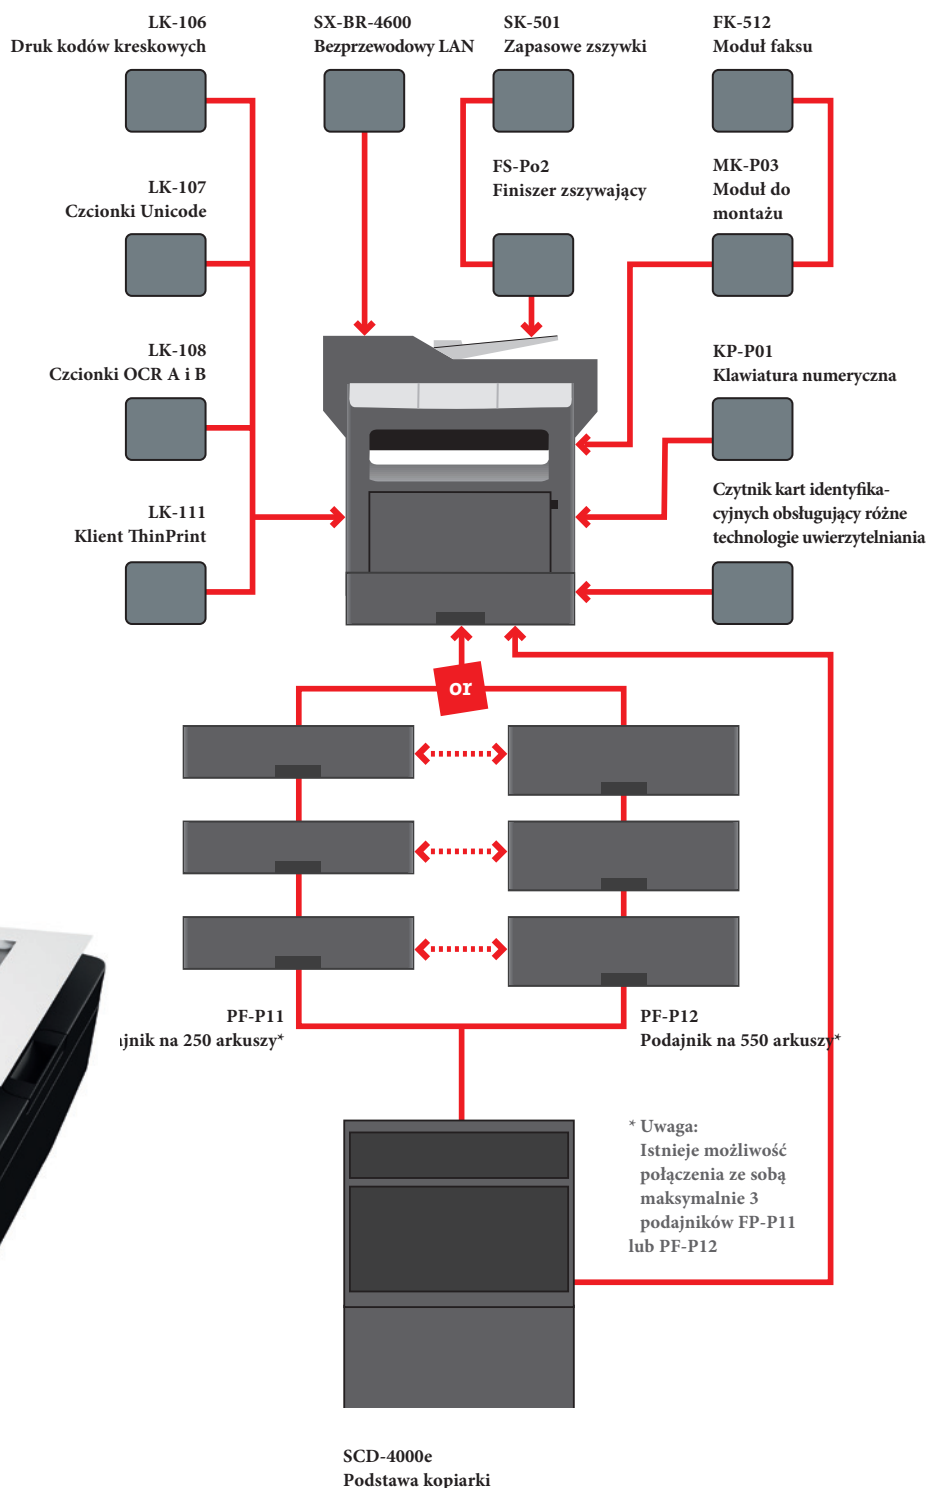 LK-106
Druk kodów kreskowych
SX-BR-4600
Bezprzewodowy LAN
SK-501
Zapasowe zszywki
FK-512
Moduł faksu
LK-107
Czcionki Unicode
FS-Po2
Finiszer zszywający
MK-P03
Moduł do
montażu
LK-108
Czcionki OCR A i B
KP-P01
Klawiatura numeryczna
LK-111
Klient ThinPrint
Czytnik kart identyfika-
cyjnych obsługujący różne
technologie uwierzytelniania
or
PF-P11
jnik na 250 arkuszy*
PF-P12
Podajnik na 550 arkuszy*
* Uwaga:
Istnieje możliwość
połączenia ze sobą
maksymalnie 3
podajników FP-P11
lub PF-P12
SCD-4000e
Podstawa kopiarki